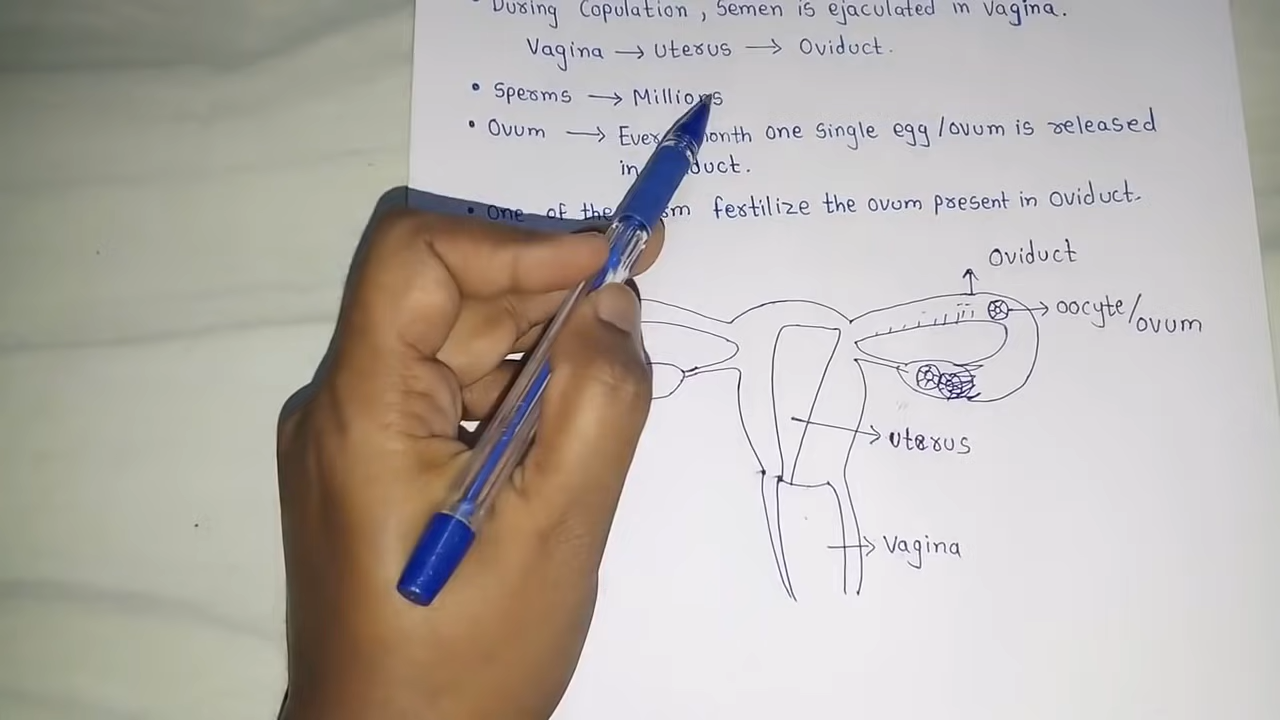 • During Copulation, Semen is ejaculated in Vagina.
Vagina → Uterus → Oviduct.
• Sperms → Millions
• Ovum → onth one Single egg/ovum is released
in duct.
• One of the fertilize the ovum present in Oviduct.
Oviduct
oocyte/ovum
Uterus
Vagina